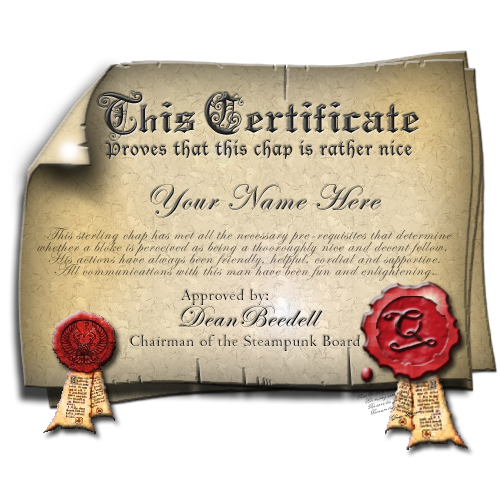 This Certificate
Proves that this chap is rather nice
Your Name Here
This sterling chap has met all the necessary pre-requisites that determine
whether a bloke is perceived as being a thooroughly nice and decent fellow.
His actions have always been friendly, helpful, cordial and supportive.
All communications with this man have been fun and enlightening..
Approved by:
Dean Beedell
Chairman of the Steampunk Board
Q